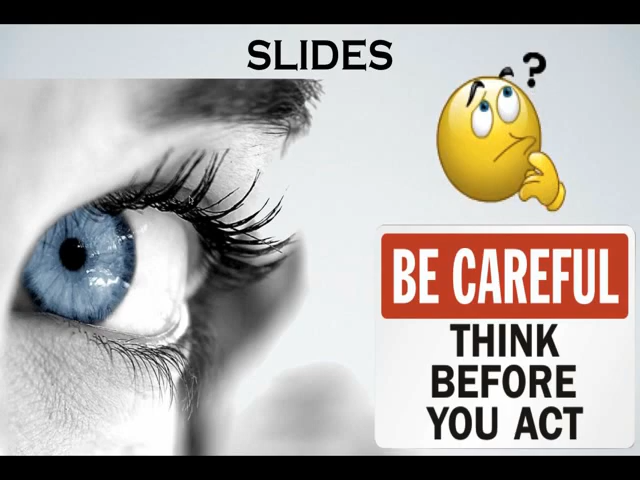 SLIDES
?
BE CAREFUL
THINK
BEFORE
YOU ACT